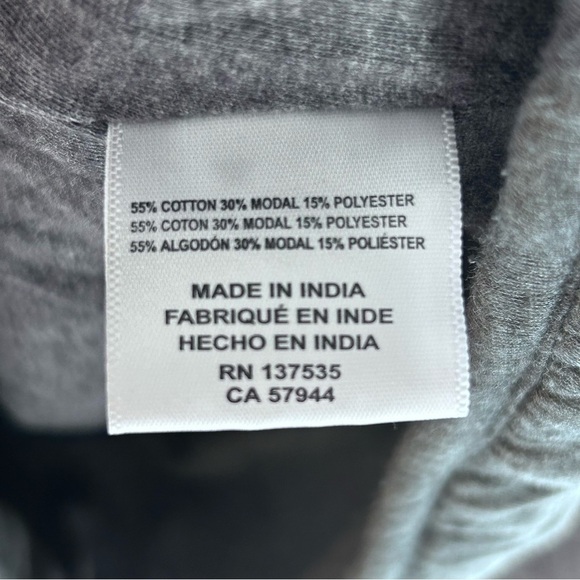 55% COTTON 30% MODAL 15% POLYESTER
55% COTON 30% MODAL 15% POLYESTER
55% ALGODÓN 30% MODAL 15% POLIÉSTER
MADE IN INDIA
FABRIQUÉ EN INDE
HECHO EN INDIA
RN 137535
CA 57944